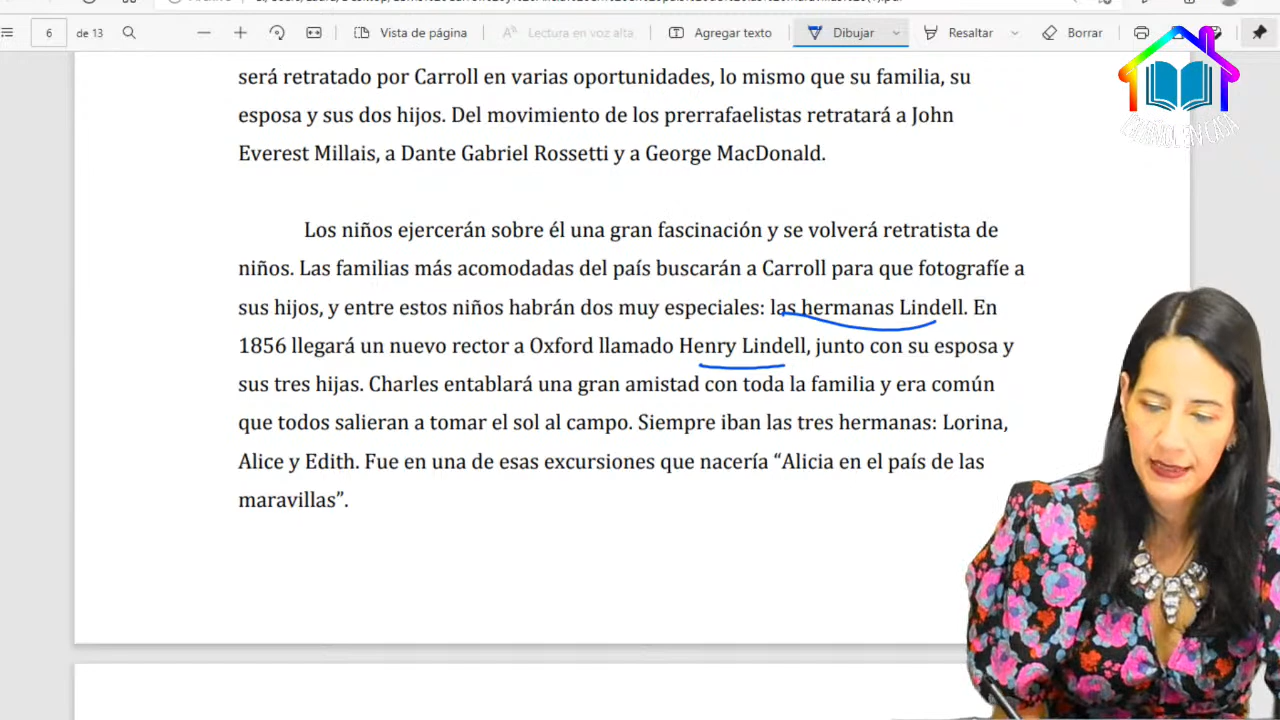 6 de 13 Vista de página Lectura en voz alta Agregar texto Dibujar Resaltar Borrar
será retratado por Carroll en varias oportunidades, lo mismo que su familia, su
esposa y sus dos hijos. Del movimiento de los prerrafaelistas retratará a John
Everest Millais, a Dante Gabriel Rossetti y a George MacDonald.
Los niños ejercerán sobre él una gran fascinación y se volverá retratista de
niños. Las familias más acomodadas del país buscarán a Carroll para que fotografíe a
sus hijos, y entre estos niños habrán dos muy especiales: las hermanas Lindell. En
1856 llegará un nuevo rector a Oxford llamado Henry Lindell, junto con su esposa y
sus tres hijas. Charles entablará una gran amistad con toda la familia y era común
que todos salieran a tomar el sol al campo. Siempre iban las tres hermanas: Lorina,
Alice y Edith. Fue en una de esas excursiones que nacería “Alicia en el país de las
maravillas”.